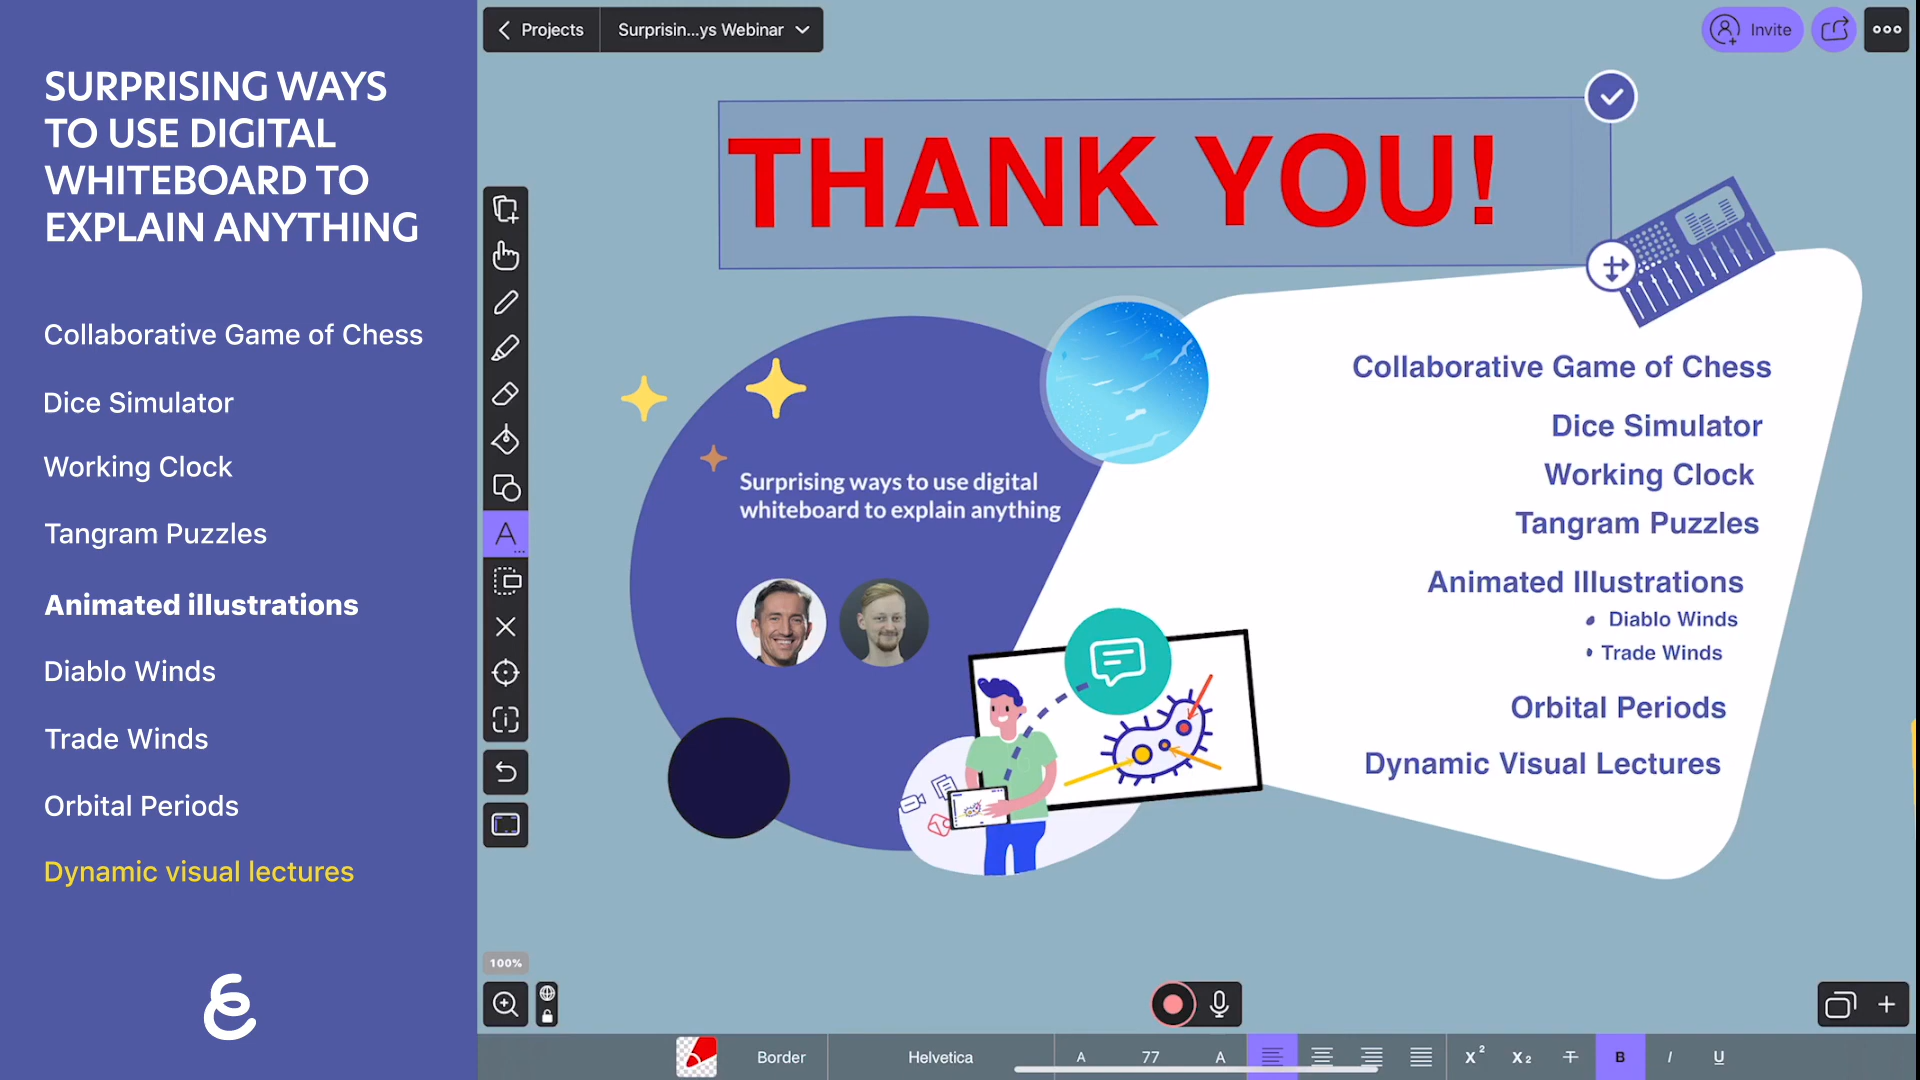 SURPRISING WAYS
TO USE DIGITAL
WHITEBOARD TO
EXPLAIN ANYTHING
Collaborative Game of Chess
Dice Simulator
Working Clock
Tangram Puzzles
Animated illustrations
Diablo Winds
Trade Winds
Orbital Periods
Dynamic visual lectures
Projects
Surprisin...ys Webinar
Invite
THANK YOU!
Surprising ways to use digital
whiteboard to explain anything
Collaborative Game of Chess
Dice Simulator
Working Clock
Tangram Puzzles
Animated Illustrations
• Diablo Winds
• Trade Winds
Orbital Periods
Dynamic Visual Lectures
A
100%
Border
Helvetica
A 77 A
X² X₂ T B I U